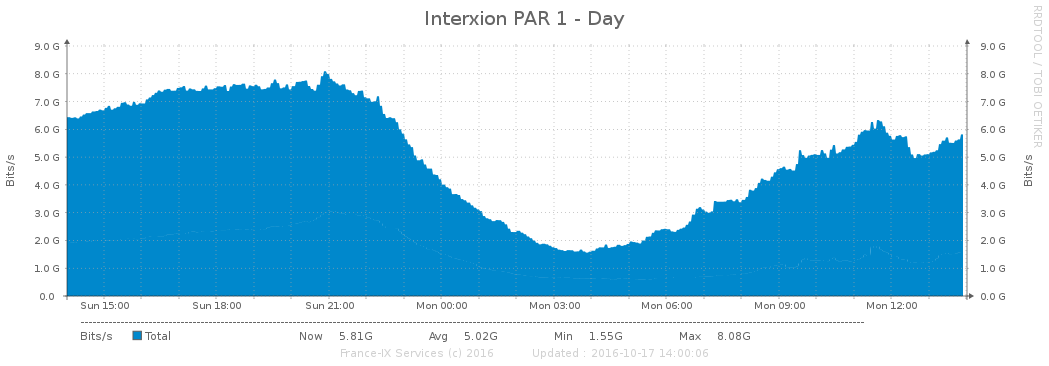 Interxion PAR 1 - Day
RRDTOOL / TOBI OETIKER
9.0 G 9.0 G
8.0 G 8.0 G
7.0 G 7.0 G
6.0 G 6.0 G
5.0 G 5.0 G
4.0 G 4.0 G
3.0 G 3.0 G
2.0 G 2.0 G
1.0 G 1.0 G
0.0 0.0 G
Bits/s
Bits/s
Sun 15:00 Sun 18:00 Sun 21:00 Mon 00:00 Mon 03:00 Mon 06:00 Mon 09:00 Mon 12:00
Bits/s Total Now 5.81G Avg 5.02G Min 1.55G Max 8.08G
France-IX Services (c) 2016 Updated : 2016-10-17 14:00:06